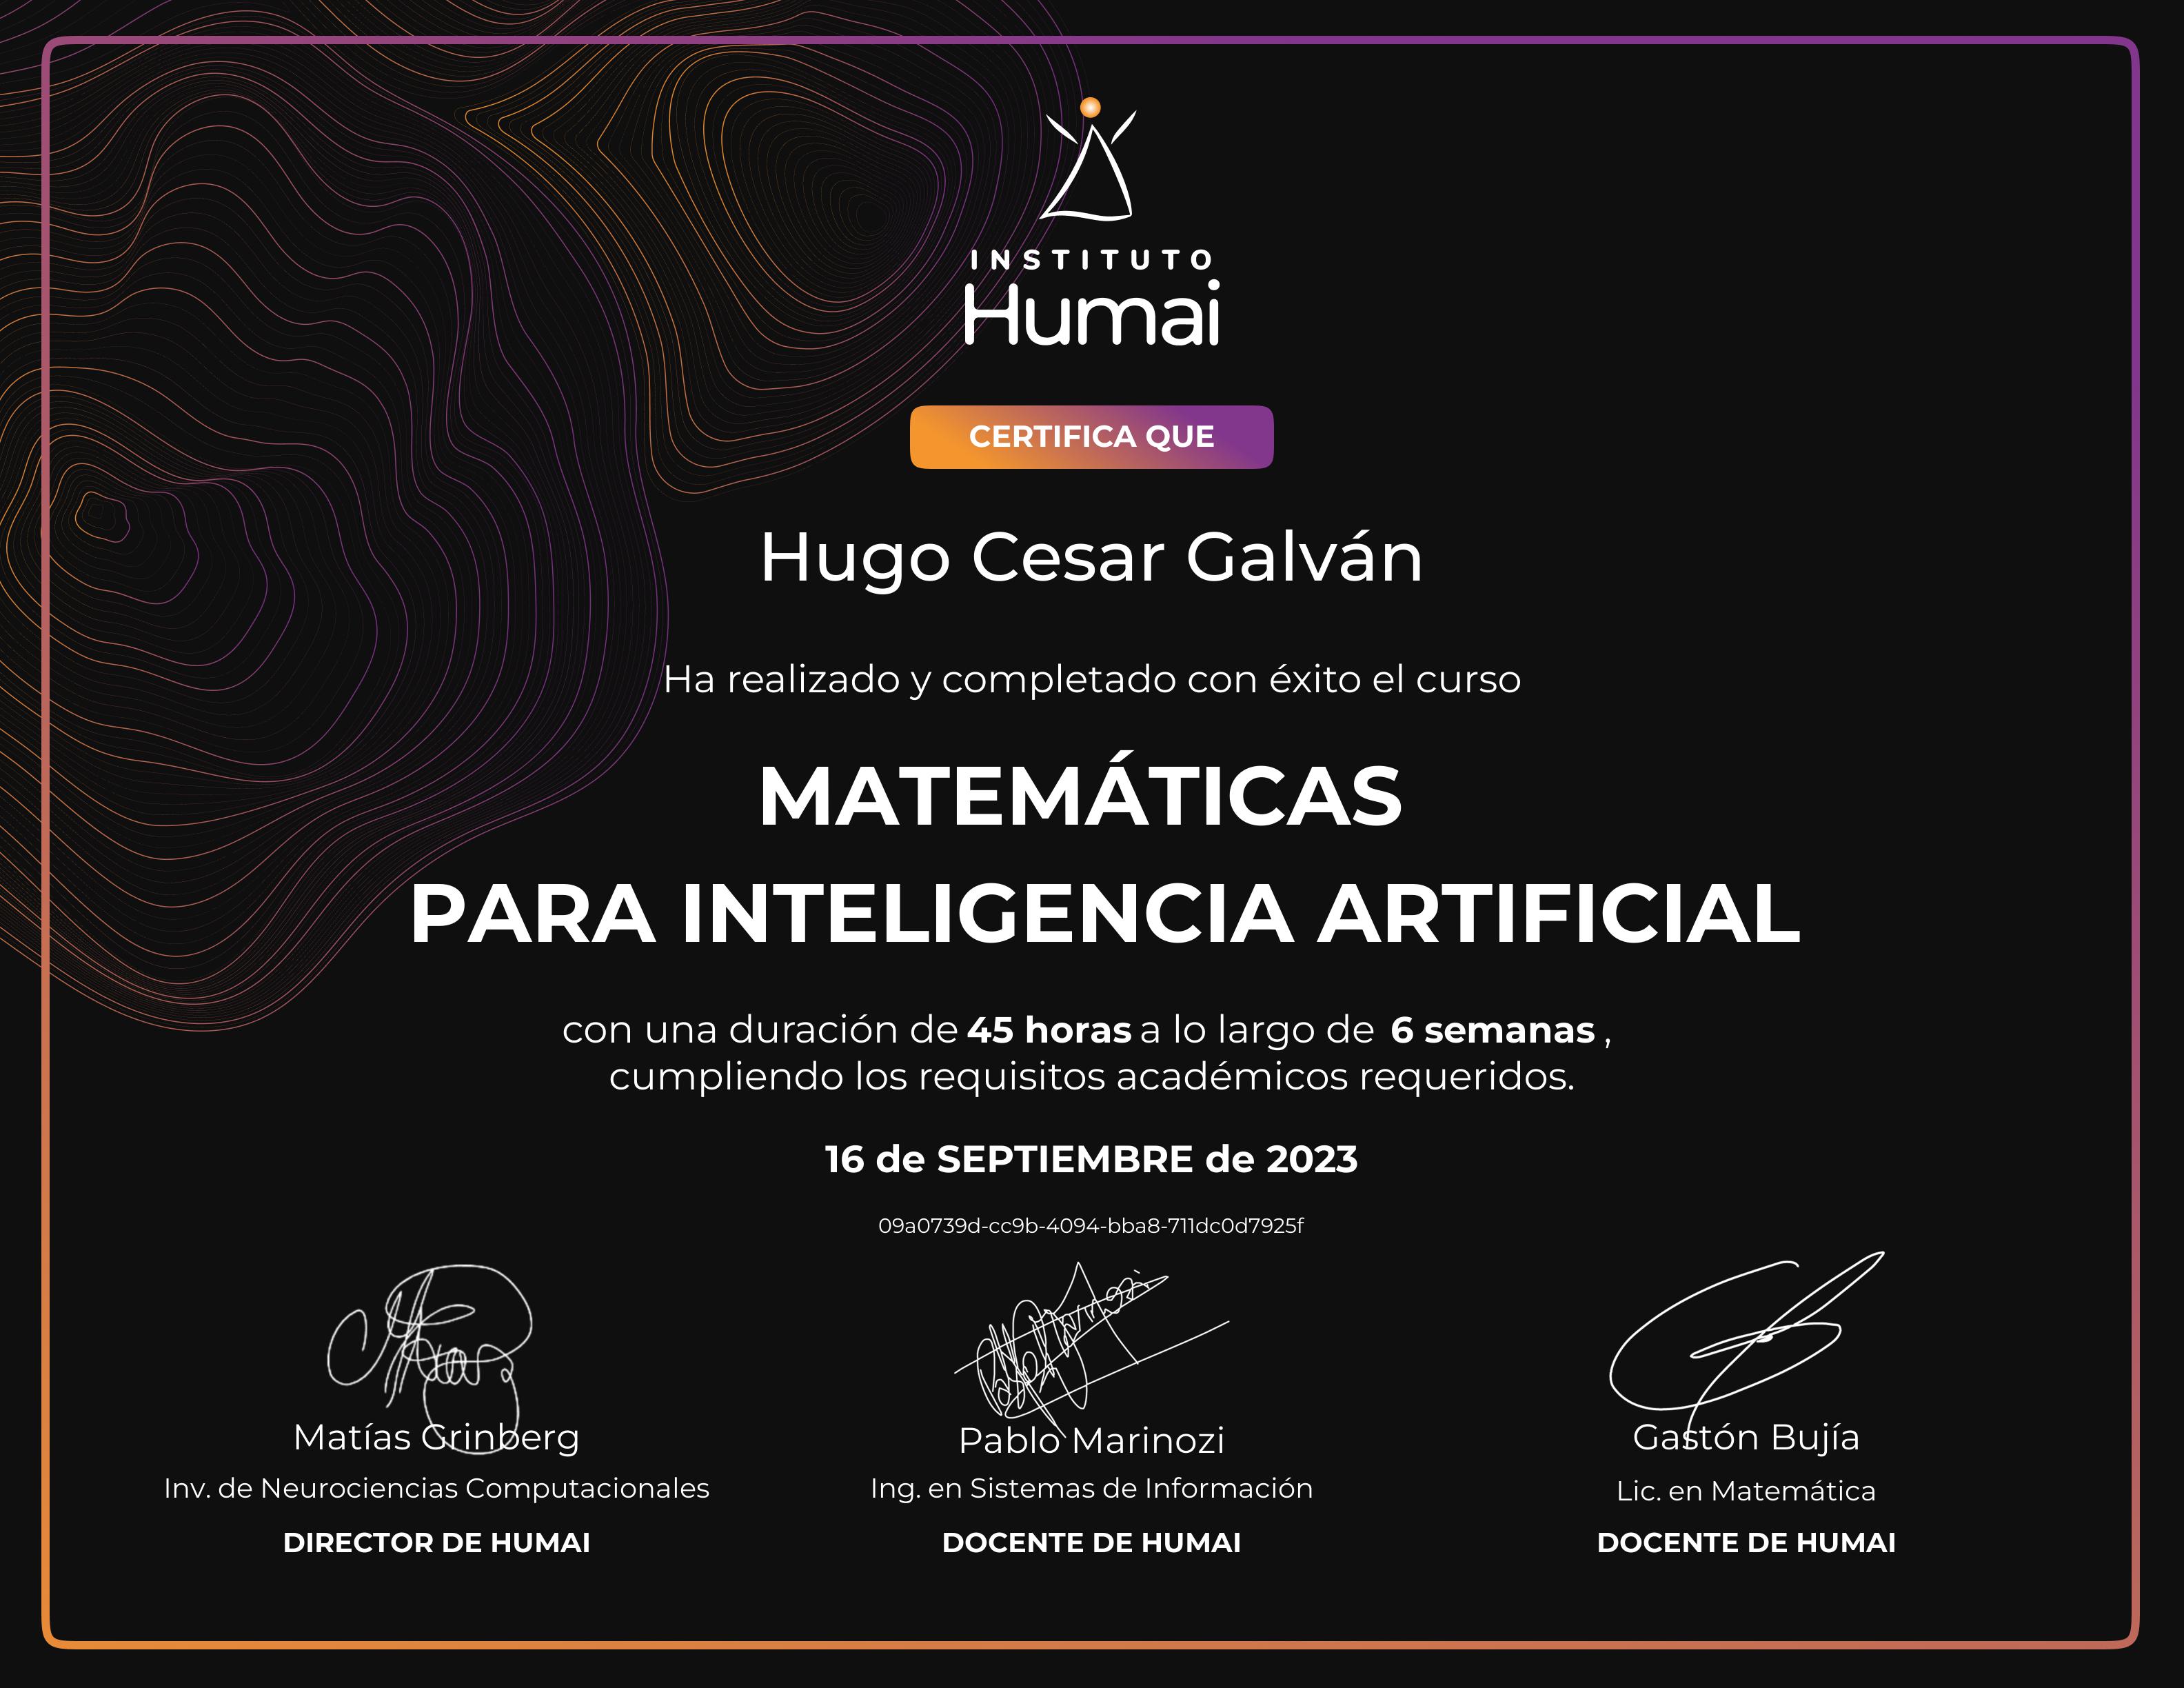 INSTITUTO
Humai
CERTIFICA QUE
Hugo Cesar Galván
Ha realizado y completado con éxito el curso
MATEMÁTICAS
PARA INTELIGENCIA ARTIFICIAL
con una duración de 45 horas a lo largo de 6 semanas ,
cumpliendo los requisitos académicos requeridos.
16 de SEPTIEMBRE de 2023
09a0739d-cc9b-4094-bba8-711dc0d7925f
Matías Grinberg
Inv. de Neurociencias Computacionales
DIRECTOR DE HUMAI
Pablo Marinozi
Ing. en Sistemas de Información
DOCENTE DE HUMAI
Gastón Bujía
Lic. en Matemática
DOCENTE DE HUMAI